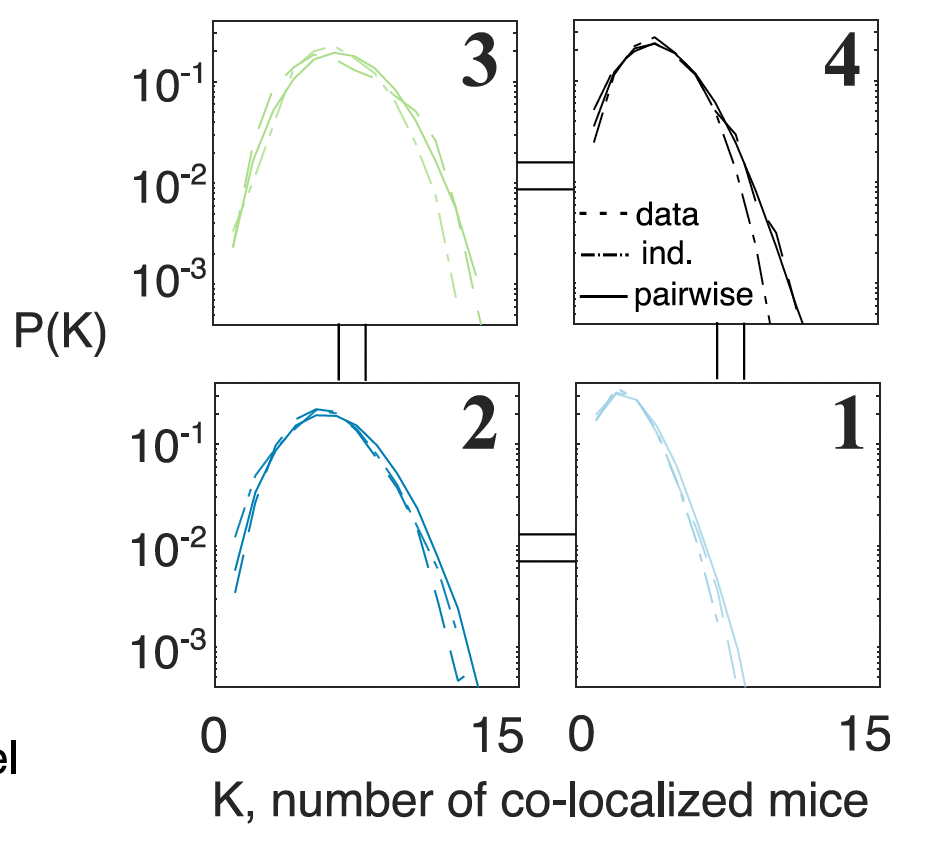 3
4
10-1
10-2
10-3
data
ind.
pairwise
P(K)
2
1
10-1
10-2
10-3
el
0
15
0
15
K, number of co-localized mice